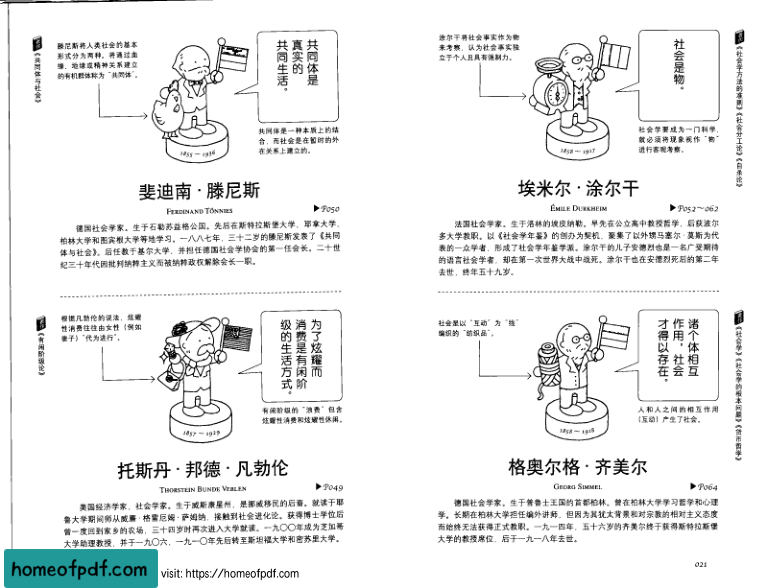 《共同体与社会》
滕尼斯将人类社会的基本
形式分为两种，将通过血
缘、地缘或精神关系建立
的有机群体称为“共同体”。
共同体是
真实的
共同生活。
共同体是一种本质上的结
合，而社会是在暂时的外
在关系上建立的。
1855～1936
斐迪南·滕尼斯
▶P050
FERDINAND TÖNNIES
德国社会学家。生于石勒苏益格公国。先后在斯特拉斯堡大学、耶拿大学、
柏林大学和图宾根大学等地学习。一八八七年，三十二岁的滕尼斯发表了《共同
体与社会》，后任教于基尔大学，并担任德国社会学协会的第一任会长。二十世
纪三十年代因批判纳粹主义而被纳粹政权解除会长一职。
《有闲阶级论》
根据凡勃伦的说法，炫耀
性消费往往由女性（例如
妻子）“代为进行”。
为了炫耀而
消费是有闲阶
级的生活方式。
有闲阶级的“浪费”包含
炫耀性消费和炫耀性休闲。
1857～1929
托斯丹·邦德·凡勃伦
▶P049
THORSTEIN BUNDE VEBLEN
美国经济学家、社会学家。生于威斯康星州，是挪威移民的后裔。就读于耶
鲁大学期间师从威廉·格雷厄姆·萨姆纳，接触到社会进化论。获得博士学位后
曾一度回到家乡的农场，三十四岁时再次进入大学就读。一九〇〇年成为芝加哥
大学助理教授，并于一九〇六、一九一〇年先后转至斯坦福大学和密苏里大学。
《社会学方法的准则》《社会分工论》《自杀论》
涂尔干将社会事实作为物
来考察，认为社会事实独
立于个人且具有强制力。
社会是物。
社会学要成为一门科学，
就必须将现象视作“物”
进行客观考察。
1858～1917
埃米尔·涂尔干
▶P052～062
ÉMILE DURKHEIM
法国社会学家。生于洛林的埃皮纳勒。早先在公立高中教授哲学，后获波尔
多大学教职。以《社会学年鉴》的创办为契机，聚集了以外甥马塞尔·莫斯为代
表的一众学者，形成了社会学年鉴学派。涂尔干的儿子安德烈也是一名广受期待
的语言社会学者，却在第一次世界大战中战死。涂尔干也在安德烈死后的第二年
去世，终年五十九岁。
《社会学》《社会学的根本问题》《货币哲学》
社会是以“互动”为“线”
编织的“纺织品”。
诸个体相互
作用，社会
才得以存在。
人和人之间的相互作用
（互动）产生了社会。
1858～1918
格奥尔格·齐美尔
▶P064
GEORG SIMMEL
德国社会学家。生于普鲁士王国的首都柏林。曾在柏林大学学习哲学和心理
学。长期在柏林大学担任编外讲师，但因为其犹太背景和对宗教的相对主义态度
而始终无法获得正式教职。一九一四年，五十六岁的齐美尔终于获得斯特拉斯堡
大学的教授席位，后于一九一八年去世。
021
homeofpdf.com
visit: https://homeofpdf.com